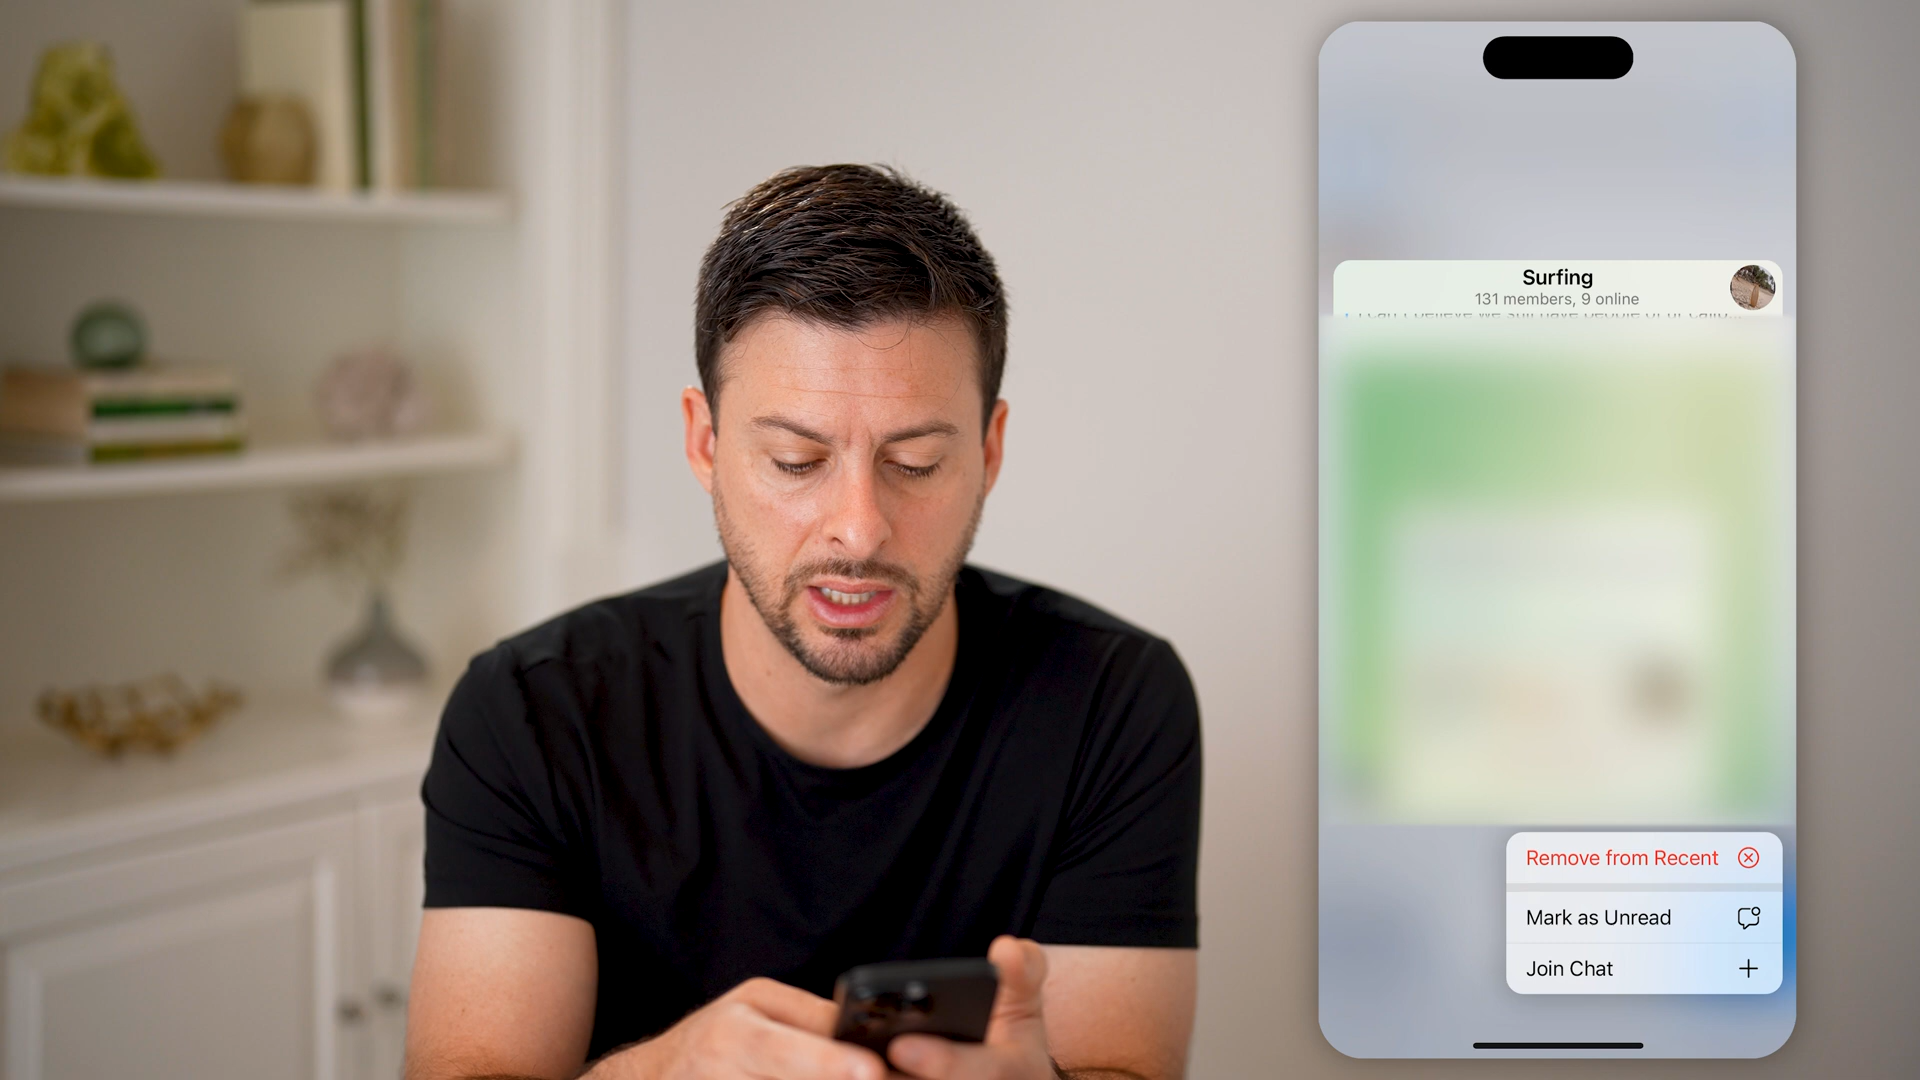 Surfing
131 members, 9 online
Remove from Recent
Mark as Unread
Join Chat